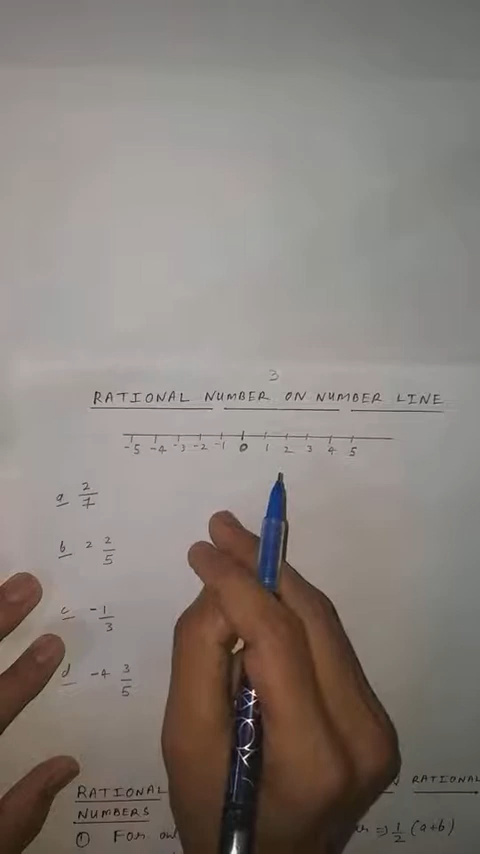 3
RATIONAL NUMBER ON NUMBER LINE
-5 -4 -3 -2 -1 0 1 2 3 4 5
a 2/7
b 2 2/5
c -1/3
d -4 3/5
RATIONAL RATIONAL
NUMBERS
① For => 1/2 (a+b)